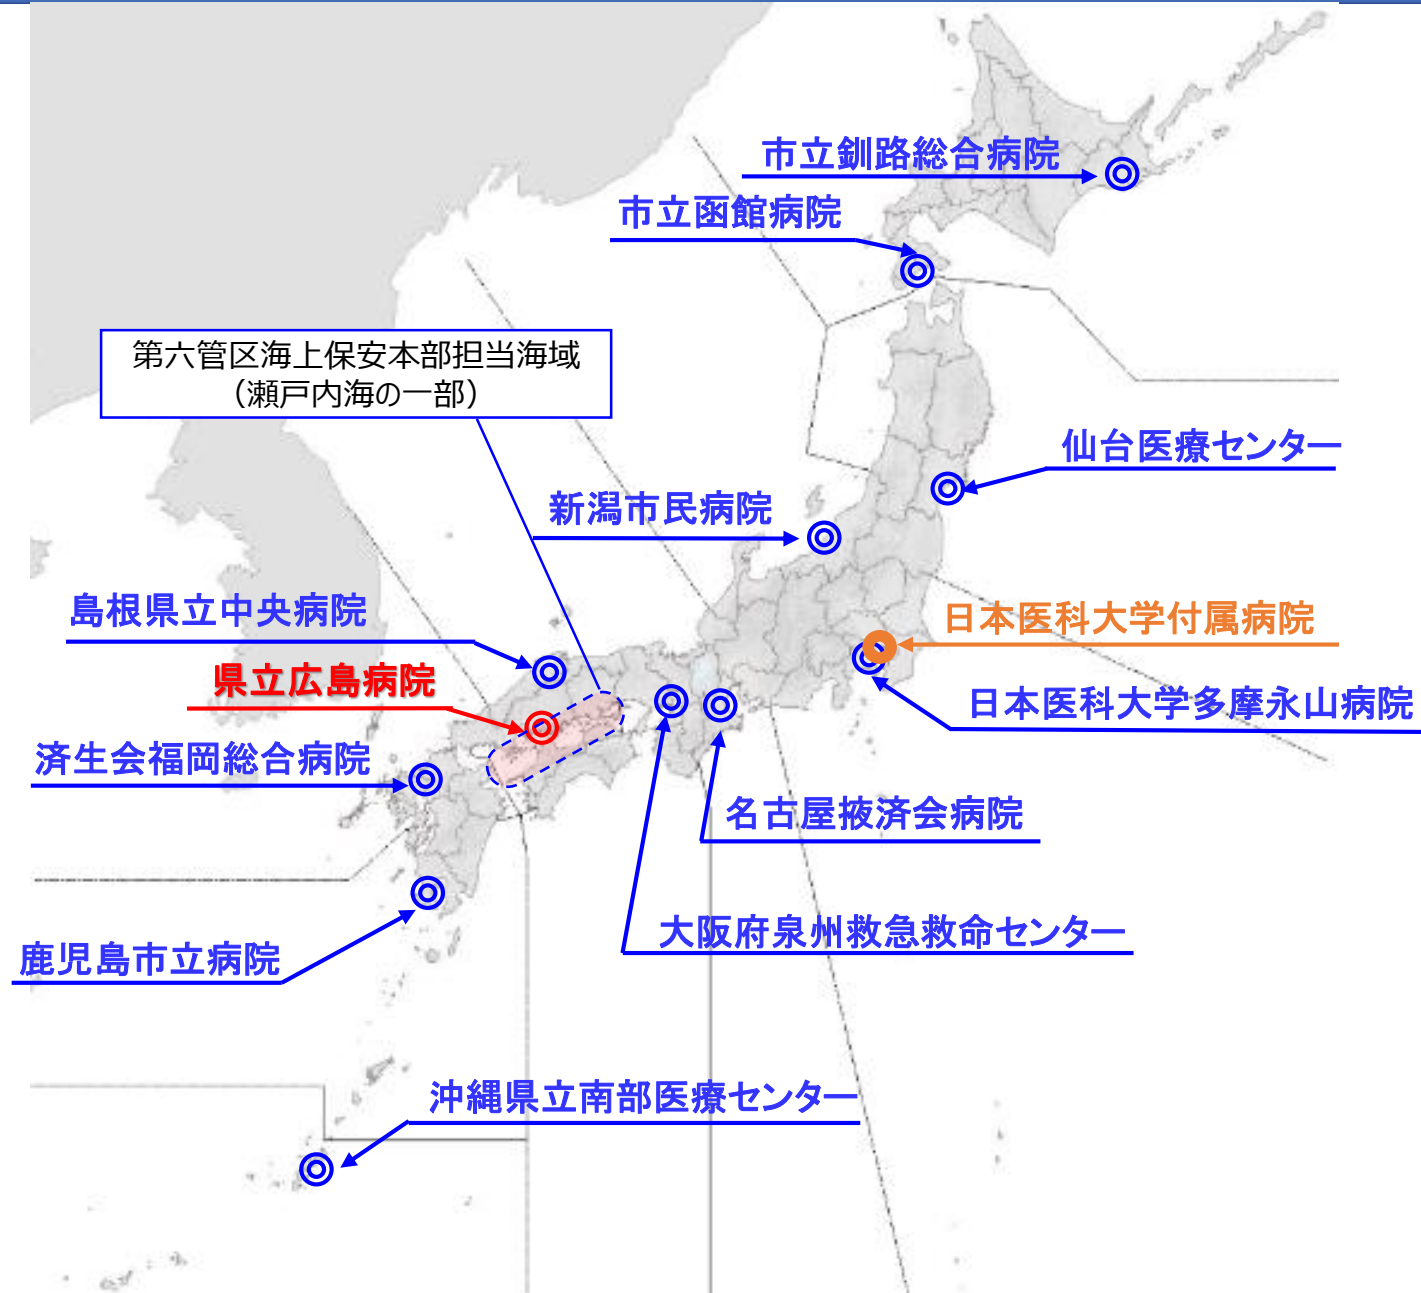 市立釧路総合病院
市立函館病院
第六管区海上保安本部担当海域
（瀬戸内海の一部）
仙台医療センター
新潟市民病院
島根県立中央病院
日本医科大学付属病院
県立広島病院
日本医科大学多摩永山病院
済生会福岡総合病院
名古屋掖済会病院
大阪府泉州救急救命センター
鹿児島市立病院
沖縄県立南部医療センター